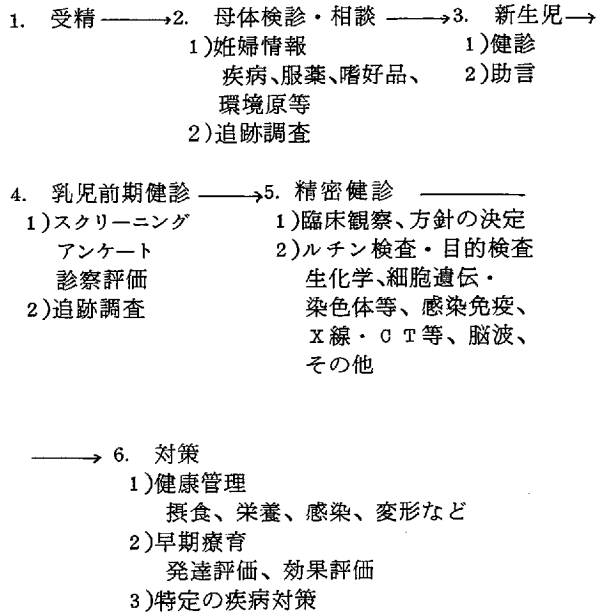 1. 受精 ⟶ 2. 母体検診・相談 ⟶ 3. 新生児 →
1)妊婦情報 1)健診
疾病、服薬、嗜好品、 2)助言
環境原等
2)追跡調査
4. 乳児前期健診 ⟶ 5. 精密健診
1)スクリーニング 1)臨床観察、方針の決定
アンケート 2)ルチン検査・目的検査
診察評価 生化学、細胞遺伝・
2)追跡調査 染色体等、感染免疫、
X線・CT等、脳波、
その他
⟶ 6. 対策
1)健康管理
摂食、栄養、感染、変形など
2)早期療育
発達評価、効果評価
3)特定の疾病対策